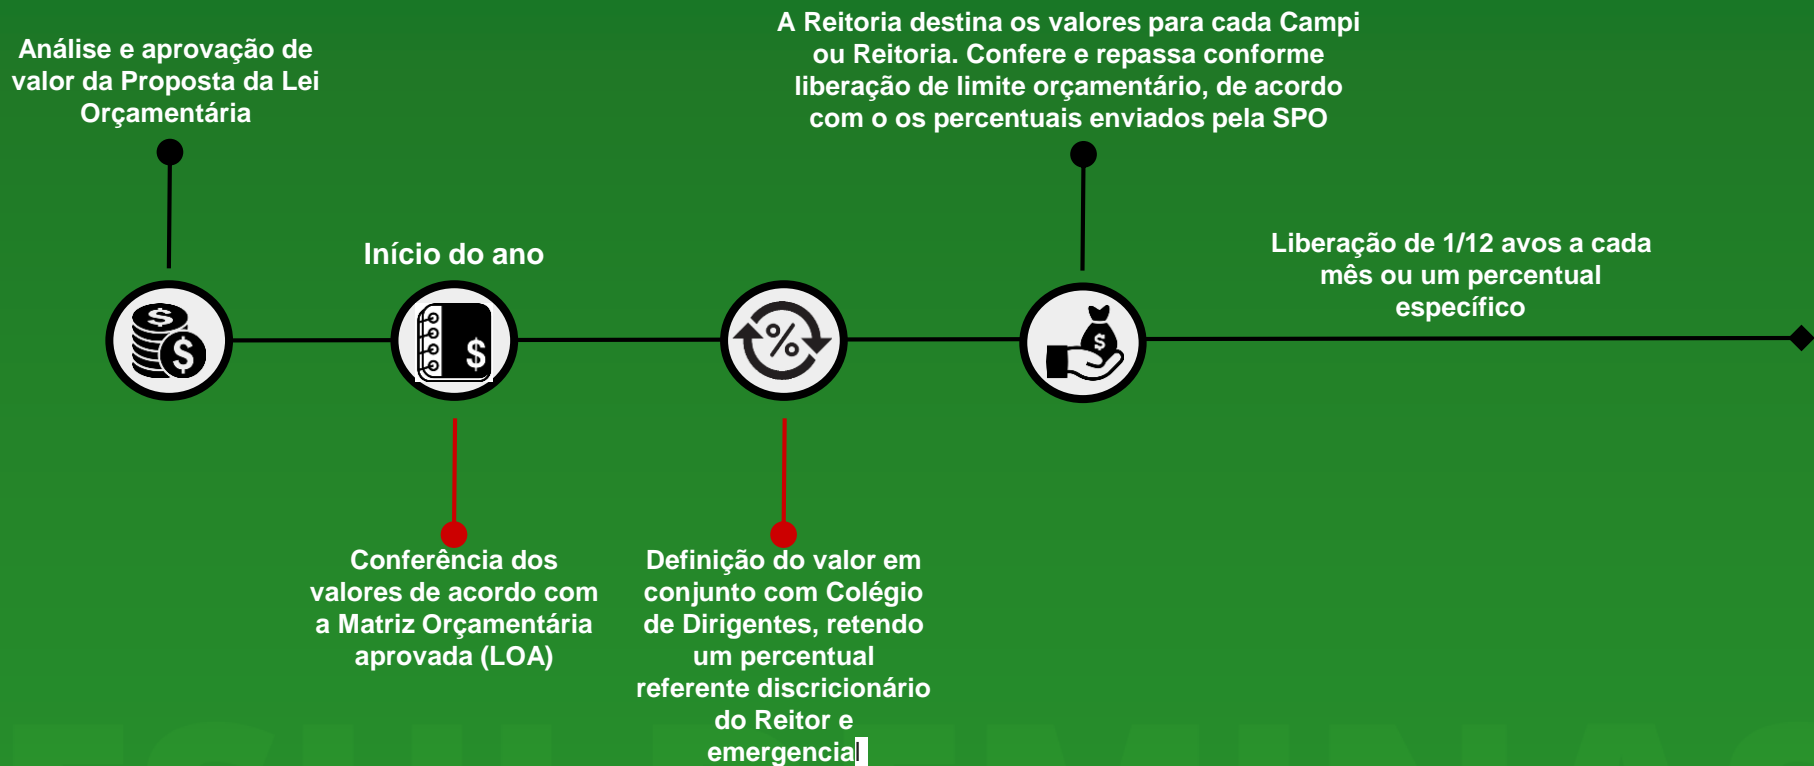 Análise e aprovação de
valor da Proposta da Lei
Orçamentária
Início do ano
Conferência dos
valores de acordo com
a Matriz Orçamentária
aprovada (LOA)
Definição do valor em
conjunto com Colégio
de Dirigentes, retendo
um percentual
referente discricionário
do Reitor e
emergencial
A Reitoria destina os valores para cada Campi
ou Reitoria. Confere e repassa conforme
liberação de limite orçamentário, de acordo
com o os percentuais enviados pela SPO
Liberação de 1/12 avos a cada
mês ou um percentual
específico